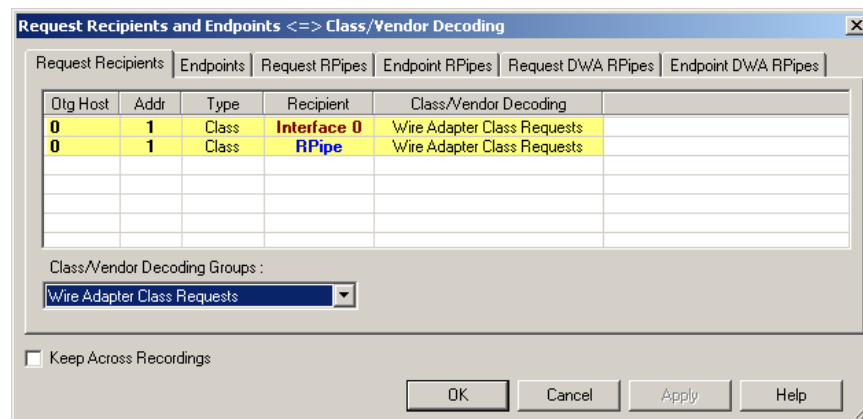 Request Recipients and Endpoints <=> Class/Vendor Decoding
Request Recipients Endpoints Request RPipes Endpoint RPipes Request DWA RPipes Endpoint DWA RPipes
Otg Host Addr Type Recipient Class/Vendor Decoding
0 1 Class Interface 0 Wire Adapter Class Requests
0 1 Class RPipe Wire Adapter Class Requests
Class/Vendor Decoding Groups :
Wire Adapter Class Requests
Keep Across Recordings
OK Cancel Apply Help